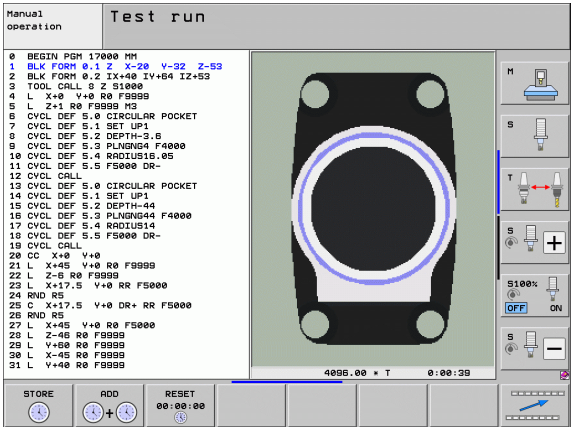 Manual
operation
Test run
0 BEGIN PGM 17000 MM
1 BLK FORM 0.1 Z X-20 Y-32 Z-53
2 BLK FORM 0.2 IX+40 IY+64 IZ+53
3 TOOL CALL 8 Z S1000
4 L X+0 Y+0 R0 F9999
5 L Z+1 R0 F9999 M3
6 CYCL DEF 5.0 CIRCULAR POCKET
7 CYCL DEF 5.1 SET UP1
8 CYCL DEF 5.2 DEPTH-3.6
9 CYCL DEF 5.3 PLNGNG4 F4000
10 CYCL DEF 5.4 RADIUS16.05
11 CYCL DEF 5.5 F5000 DR-
12 CYCL CALL
13 CYCL DEF 5.0 CIRCULAR POCKET
14 CYCL DEF 5.1 SET UP1
15 CYCL DEF 5.2 DEPTH-44
16 CYCL DEF 5.3 PLNGNG44 F4000
17 CYCL DEF 5.4 RADIUS14
18 CYCL DEF 5.5 F5000 DR-
19 CYCL CALL
20 CC X+0 Y+0
21 L X+45 Y+0 R0 F9999
22 L Z-6 R0 F9999
23 L X+17.5 Y+0 RR F5000
24 RND R5
25 C X+17.5 Y+0 DR+ RR F5000
26 RND R5
27 L X+45 Y+0 R0 F5000
28 L Z-46 R0 F9999
29 L Y+60 R0 F9999
30 L X-45 R0 F9999
31 L Y+40 R0 F9999
4096.00 * T 0:00:39
M
S
T
S
+
S100%
OFF ON
S
−
STORE
ADD
+
RESET
00:00:00